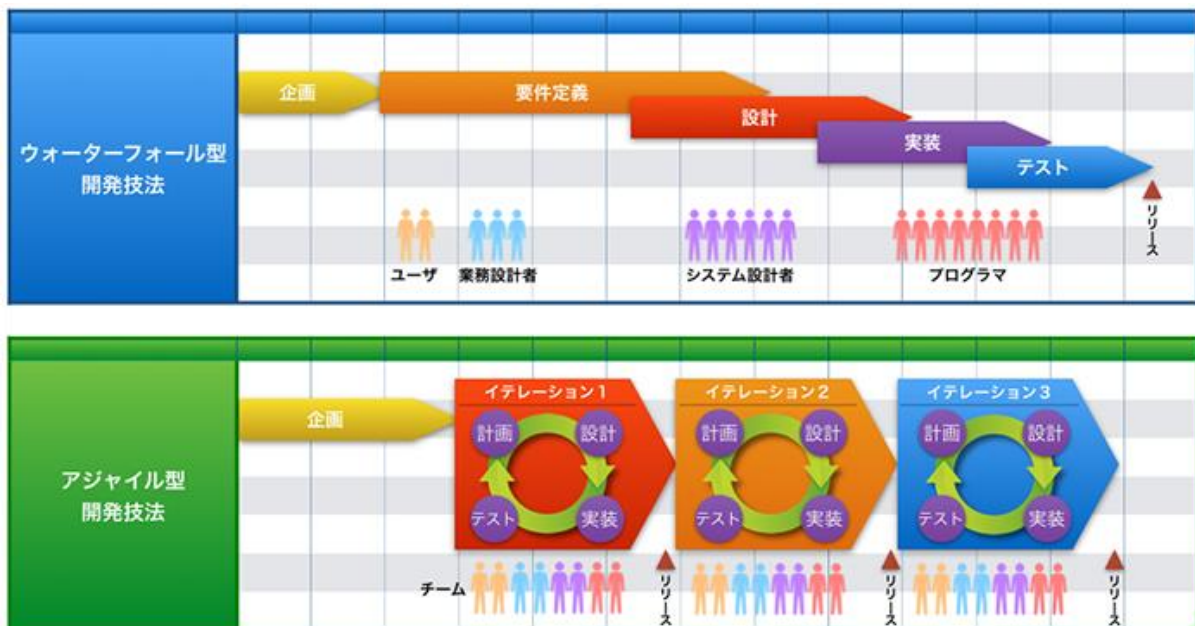 ウォーターフォール型
開発技法
企画
要件定義
設計
実装
テスト
ユーザ
業務設計者
システム設計者
プログラマ
リリース
アジャイル型
開発技法
企画
イテレーション1
計画
設計
テスト
実装
イテレーション2
計画
設計
テスト
実装
イテレーション3
計画
設計
テスト
実装
チーム
リリース
リリース
リリース